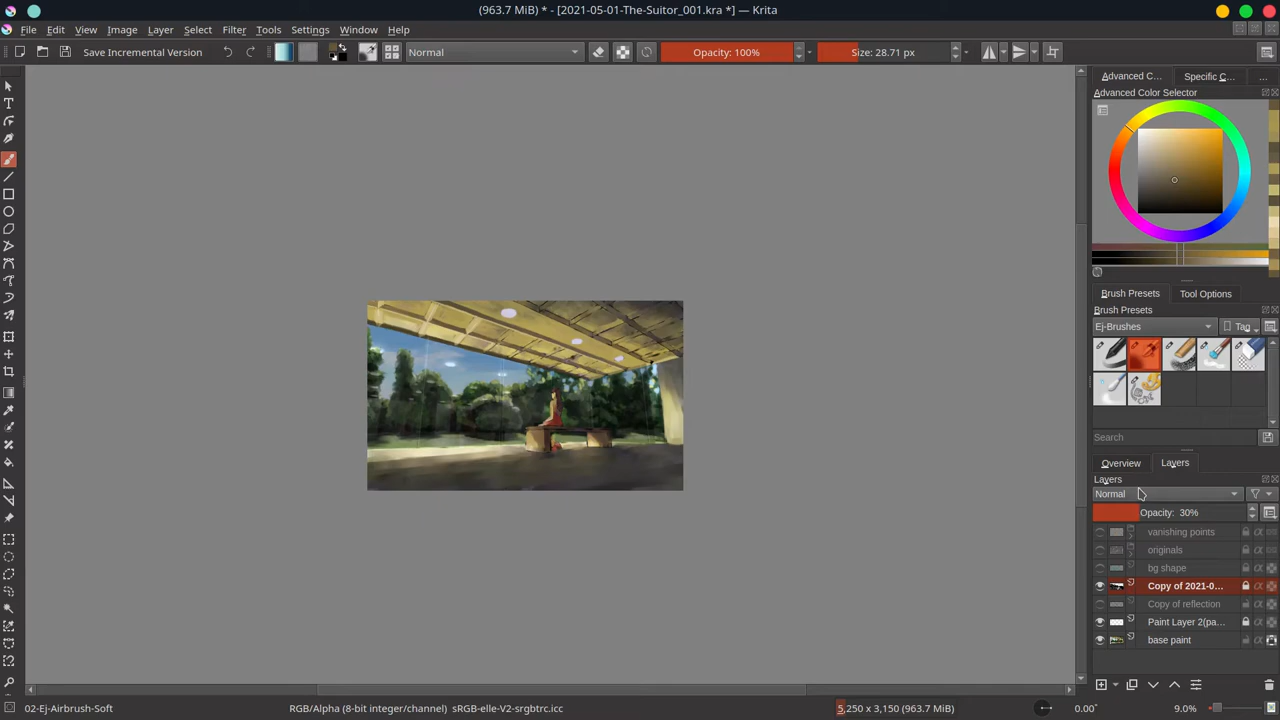 (963.7 MiB) * - [2021-05-01-The-Suitor_001.kra *] — Krita
File Edit View Image Layer Select Filter Tools Settings Window Help
Save Incremental Version
Normal
Opacity: 100%
Size: 28.71 px
Advanced C...
Specific C...
...
Advanced Color Selector
Brush Presets
Tool Options
Brush Presets
Ej-Brushes
Tag
Search
Overview
Layers
Layers
Normal
Opacity: 30%
vanishing points
originals
bg shape
Copy of 2021-0...
Copy of reflection
Paint Layer 2(pa...
base paint
02-Ej-Airbrush-Soft
RGB/Alpha (8-bit integer/channel) sRGB-elle-V2-srgbtrc.icc
5,250 x 3,150 (963.7 MiB)
0.00°
9.0%